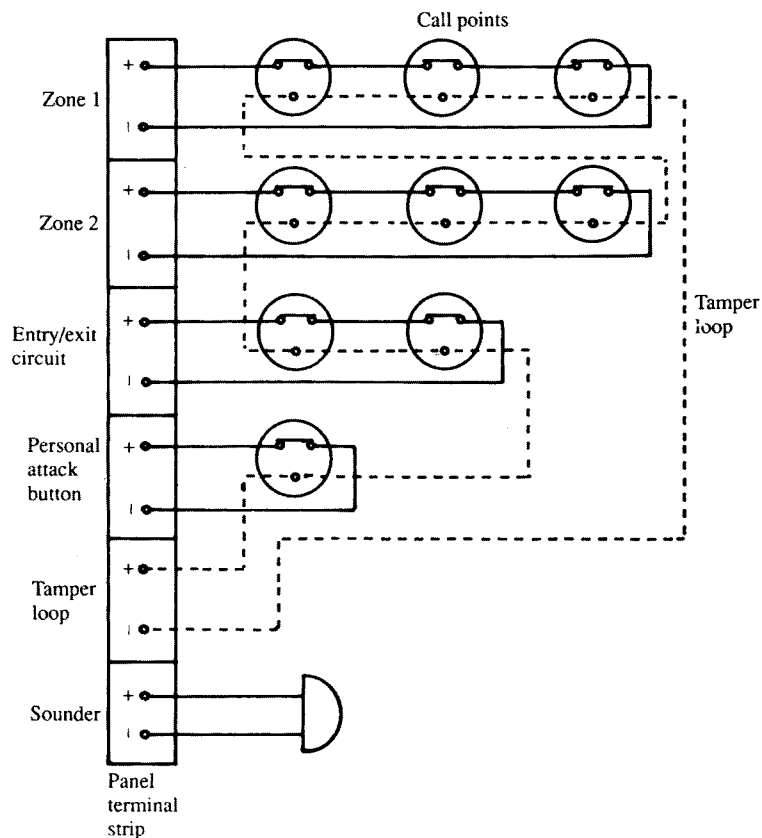 Call points
+
Zone 1
–
+
Zone 2
–
+
Entry/exit
circuit
–
Tamper
loop
+
Personal
attack
button
–
+
Tamper
loop
–
+
Sounder
–
Panel
terminal
strip